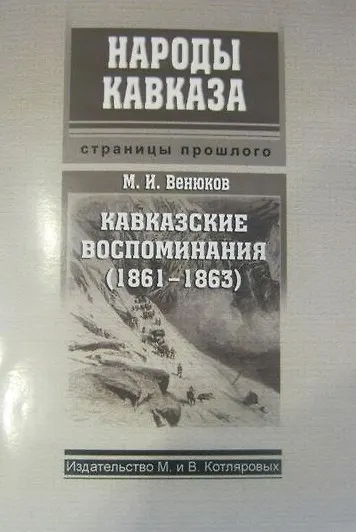 НАРОДЫ
КАВКАЗА
страницы прошлого
М. И. Венюков
КАВКАЗСКИЕ
ВОСПОМИНАНИЯ
(1861–1863)
Издательство М. и В. Котляровых